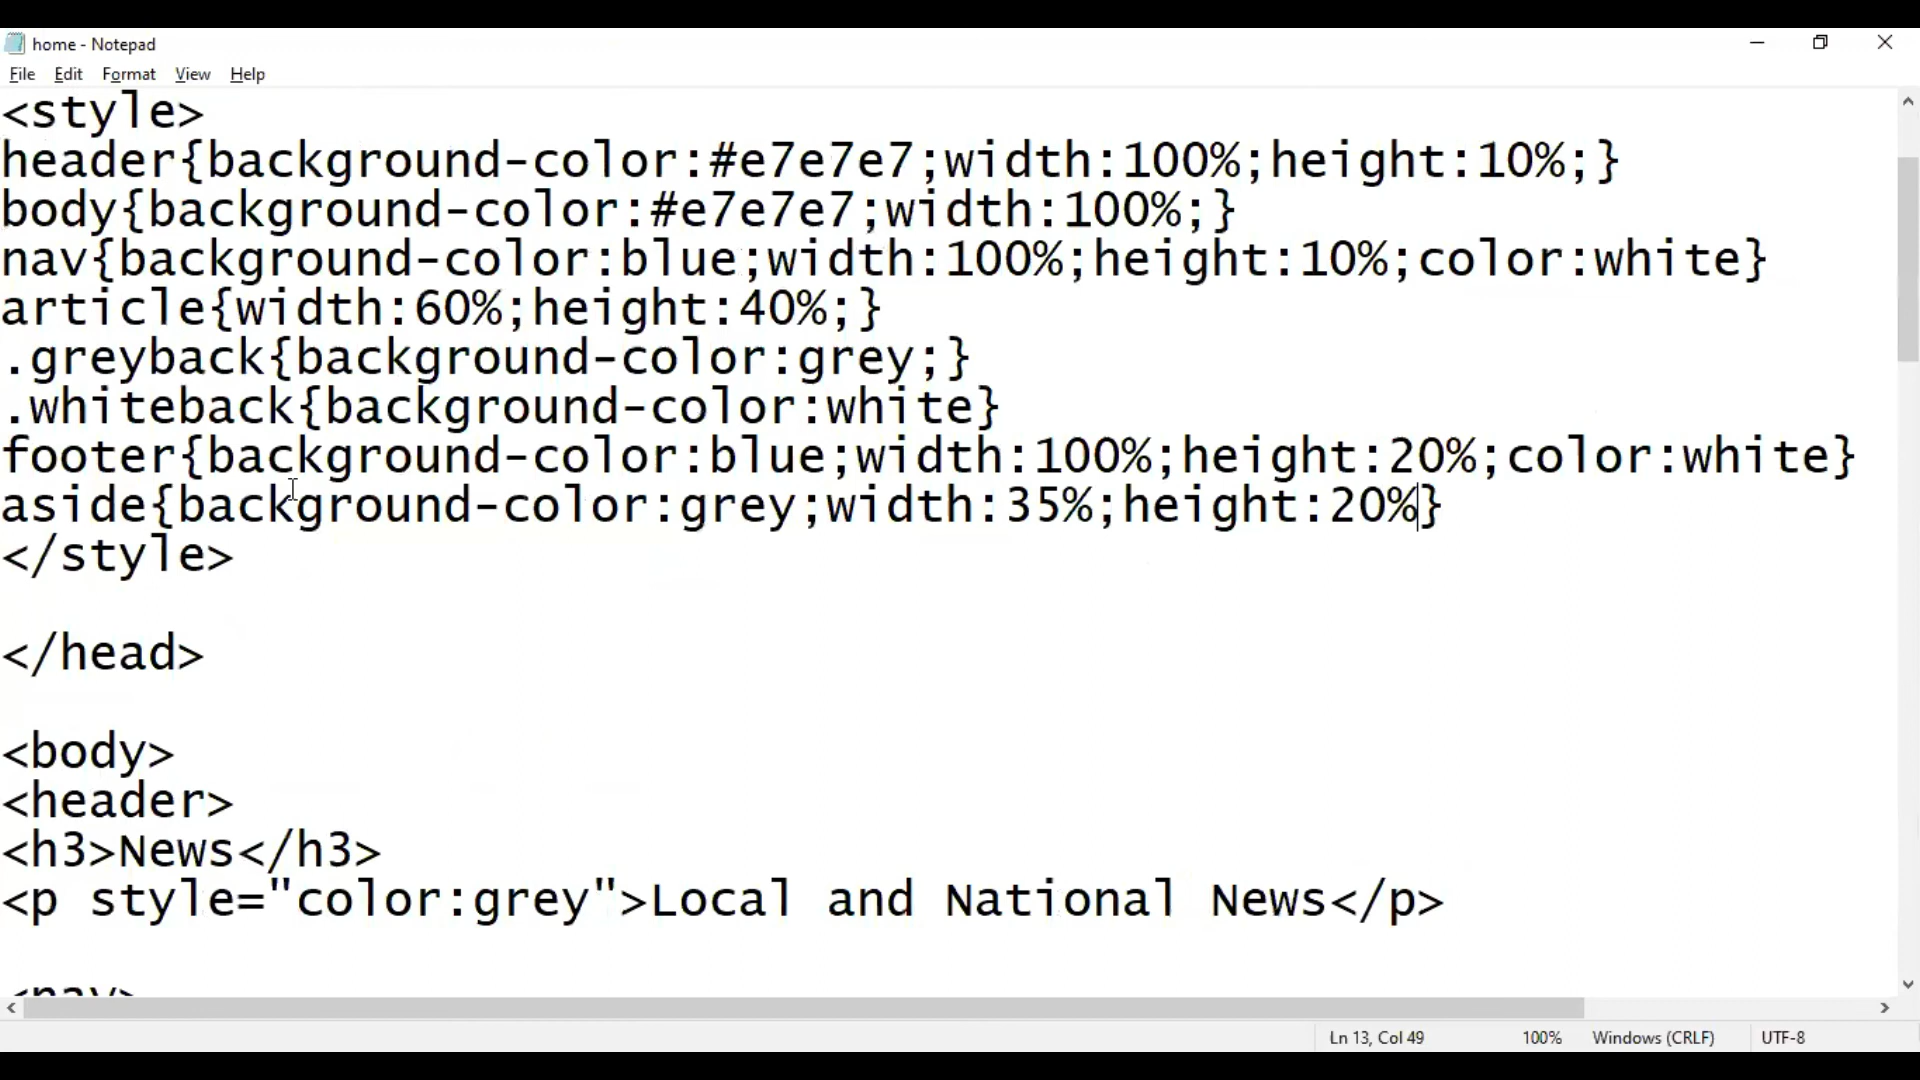 home - Notepad
File Edit Format View Help
<style>
header{background-color:#e7e7e7;width:100%;height:10%;}
body{background-color:#e7e7e7;width:100%;}
nav{background-color:blue;width:100%;height:10%;color:white}
article{width:60%;height:40%;}
.greyback{background-color:grey;}
.whiteback{background-color:white}
footer{background-color:blue;width:100%;height:20%;color:white}
aside{background-color:grey;width:35%;height:20%}
</style>
</head>
<body>
<header>
<h3>News</h3>
<p style="color:grey">Local and National News</p>
<nav>
Ln 13, Col 49 100% Windows (CRLF) UTF-8